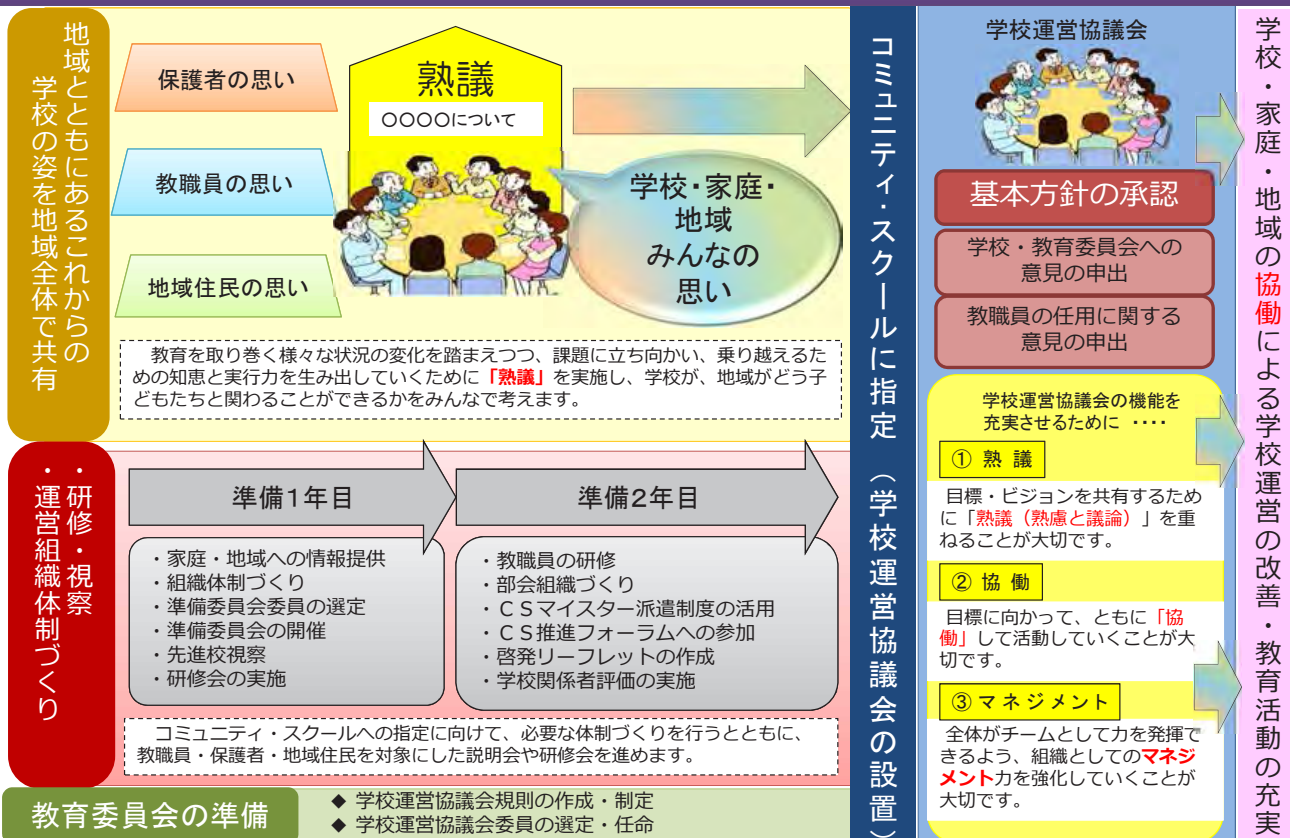 地域とともにあるこれからの
学校の姿を地域全体で共有
保護者の思い
教職員の思い
地域住民の思い
熟議
○○○○について
学校・家庭・
地域
みんなの
思い
教育を取り巻く様々な状況の変化を踏まえつつ、課題に立ち向かい、乗り越えるた
めの知恵と実行力を生み出していくために「熟議」を実施し、学校が、地域がどう子
どもたちと関わることができるかをみんなで考えます。
・研修・視察
・運営組織体制づくり
準備1年目
・家庭・地域への情報提供
・組織体制づくり
・準備委員会委員の選定
・準備委員会の開催
・先進校視察
・研修会の実施
準備2年目
・教職員の研修
・部会組織づくり
・ＣＳマイスター派遣制度の活用
・ＣＳ推進フォーラムへの参加
・啓発リーフレットの作成
・学校関係者評価の実施
コミュニティ・スクールへの指定に向けて、必要な体制づくりを行うとともに、
教職員・保護者・地域住民を対象にした説明会や研修会を進めます。
教育委員会の準備
◆ 学校運営協議会規則の作成・制定
◆ 学校運営協議会委員の選定・任命
コミュニティ・スクールに指定（学校運営協議会の設置）
学校運営協議会
基本方針の承認
学校・教育委員会への
意見の申出
教職員の任用に関する
意見の申出
学校運営協議会の機能を
充実させるために ････
① 熟 議
目標・ビジョンを共有するため
に「熟議（熟慮と議論）」を重
ねることが大切です。
② 協 働
目標に向かって、ともに「協
働」して活動していくことが大
切です。
③ マ ネ ジ メ ン ト
全体がチームとして力を発揮で
きるよう、組織としてのマネジ
メント力を強化していくことが
大切です。
学校・家庭・地域の協働による学校運営の改善・教育活動の充実